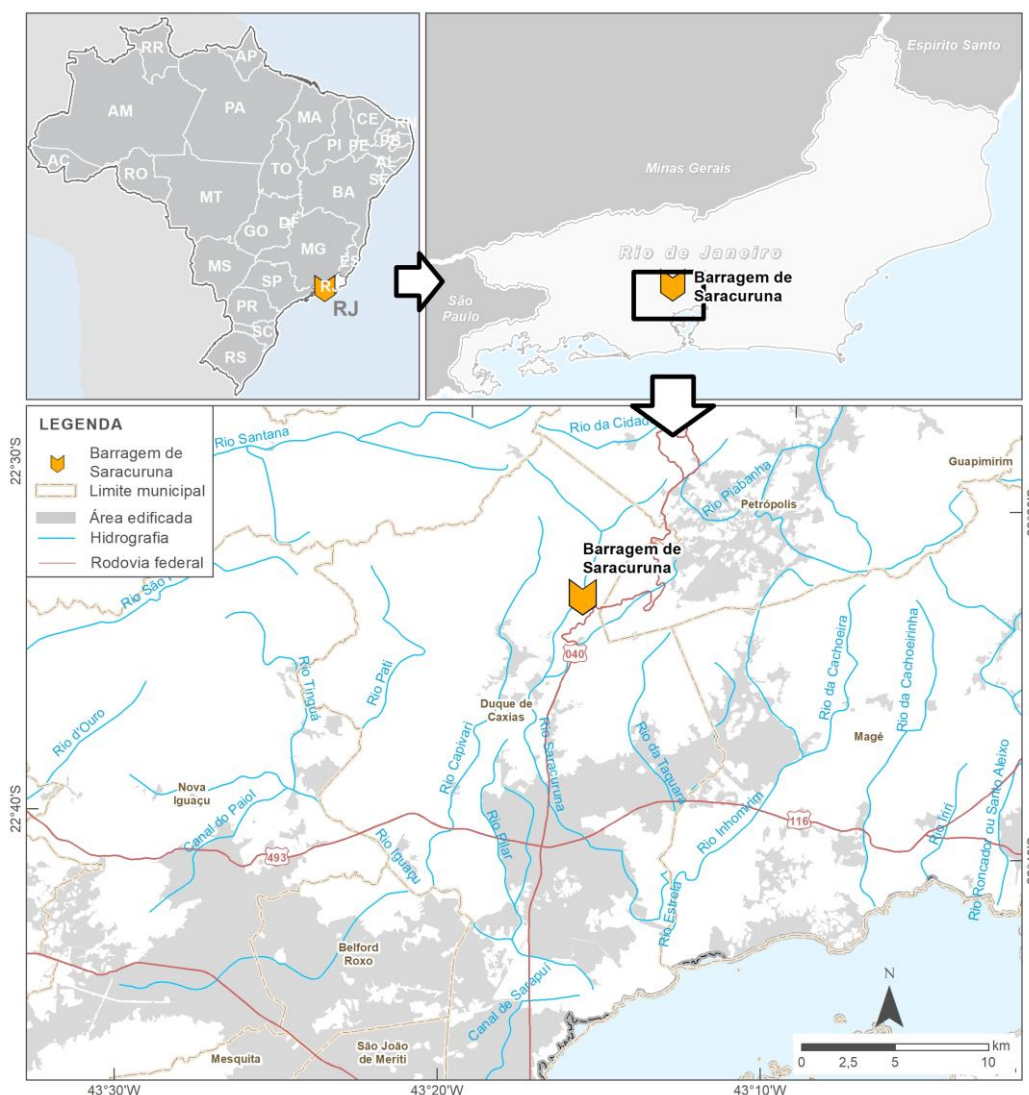 RR
AP
AM
PA
MA
CE
RN
PI
PE
PB
AC
RO
TO
AL
SE
MT
BA
DF
GO
MG
ES
MS
SP
RJ
RJ
PR
SC
RS
Espírito Santo
Minas Gerais
Rio de Janeiro
Barragem de
Saracuruna
São
Paulo
LEGENDA
Barragem de
Saracuruna
Limite municipal
Área edificada
Hidrografia
Rodovia federal
22°30'S
22°40'S
Rio Santana
Rio da Cidad
Guapimirim
Rio Piabanha
Petrópolis
Barragem de
Saracuruna
Rio São
040
Rio da Cachoeira
Rio da Cachoeirinha
Rio Tinguá
Rio Pati
Rio d'Ouro
Duque de
Caxias
Rio Capivari
Rio Saracuruna
Rio da Taquara
Magé
Nova
Iguaçu
Canal do Paiol
Rio Pilar
Rio Inhomirim
116
Rio Iriri
Rio Roncador ou Santo Aleixo
493
Rio Iguaçu
Rio Estrela
Belford
Roxo
Canal de Sarapuí
N
Mesquita
São João
de Meriti
km
0 2,5 5 10
43°30'S
43°20'S
43°10'S